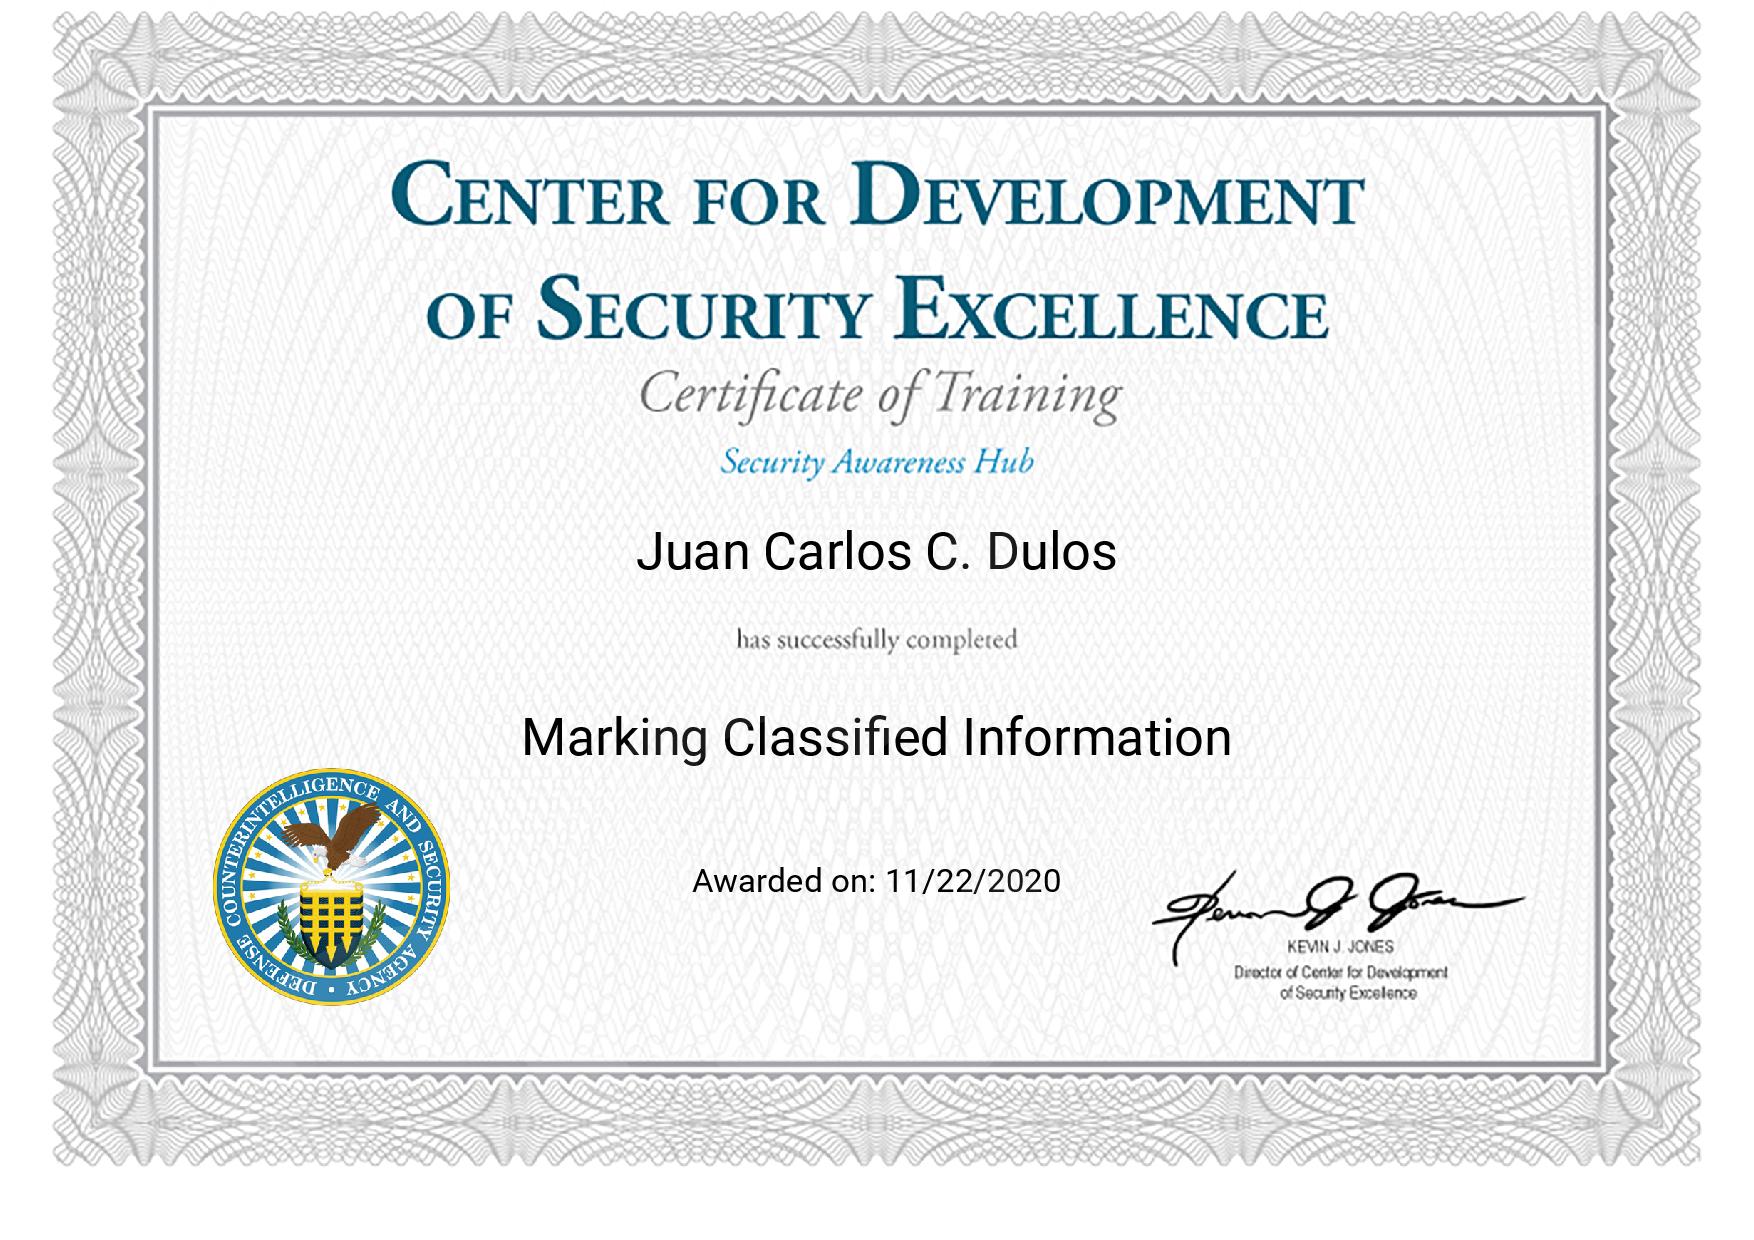 CENTER FOR DEVELOPMENT
OF SECURITY EXCELLENCE
Certificate of Training
Security Awareness Hub
Juan Carlos C. Dulos
has successfully completed
Marking Classified Information
DEFENSE COUNTERINTELLIGENCE AND SECURITY AGENCY
Awarded on: 11/22/2020
Kevin J. Jones
KEVIN J. JONES
Director of Center for Development
of Security Excellence